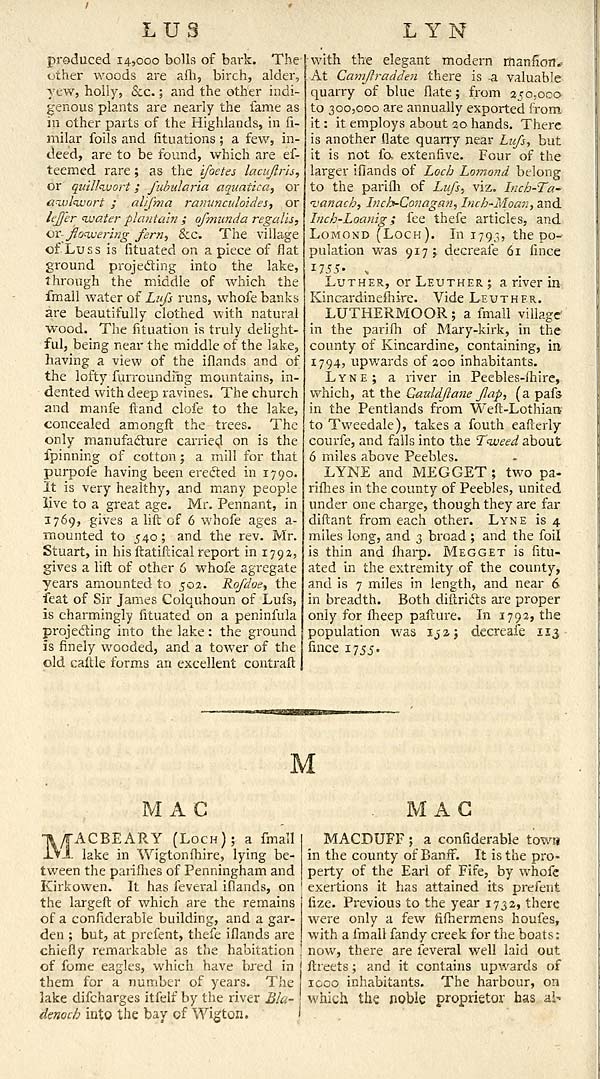 LUS
produced 14,000 bolls of bark. The
other woods are aſh, birch, alder,
yew, holly, &c.; and the other indi-
genous plants are nearly the ſame as
in other parts of the Highlands, in ſi-
milar ſoils and ſituations; a few, in-
deed, are to be found, which are eſ-
teemed rare; as the iſoetes lacuſtris,
or quillwort; ſubularia aquatica, or
awlwort; aliſma ranunculoides, or
leſſer water plantain; oſmunda regalis,
or flowering fern, &c. The village
of LUSS is ſituated on a piece of flat
ground projecting into the lake,
through the middle of which the
ſmall water of Luſs runs, whoſe banks
are beautifully clothed with natural
wood. The ſituation is truly delight-
ful, being near the middle of the lake,
having a view of the iſlands and of
the lofty ſurrounding mountains, in-
dented with deep ravines. The church
and manſe ſtand cloſe to the lake,
concealed amongſt the trees. The
only manufacture carried on is the
ſpinning of cotton; a mill for that
purpoſe having been erected in 1790.
It is very healthy, and many people
live to a great age. Mr. Pennant, in
1769, gives a liſt of 6 whoſe ages a-
mounted to 540; and the rev. Mr.
Stuart, in his ſtatiſtical report in 1792,
gives a liſt of other 6 whoſe agregate
years amounted to 502. Roſdoe, the
ſeat of Sir James Colquhoun of Luſs,
is charmingly ſituated on a peninſula
projecting into the lake: the ground
is finely wooded, and a tower of the
old caſtle forms an excellent contraſt
LYN
with the elegant modern manſion.
At Camſtradden there is a valuable
quarry of blue ſlate; from 250,000
to 300,000 are annually exported from
it: it employs about 20 hands. There
is another ſlate quarry near Luſs, but
it is not ſo extenſive. Four of the
larger iſlands of Loch Lomond belong
to the pariſh of Luſs, viz. Inch-Ta-
vanach, Inch-Conagan, Inch-Moan, and
Inch-Loanig; ſee theſe articles, and
LOMOND (LOCH). In 1793, the po-
pulation was 917; decreaſe 61 ſince
1755.
LUTHER, or LEUTHER; a river in
Kincardineſhire. Vide LEUTHER.
LUTHERMOOR; a ſmall village
in the pariſh of Mary-kirk, in the
county of Kincardine, containing, in
1794, upwards of 200 inhabitants.
LYNE; a river in Peebles-ſhire,
which, at the Cauldſtane ſlap, (a paſs
in the Pentlands from Weſt-Lothian
to Tweedale), takes a ſouth eaſterly
courſe, and falls into the Tweed about
6 miles above Peebles.
LYNE and MEGGET; two pa-
riſhes in the county of Peebles, united
under one charge, though they are far
diſtant from each other. LYNE is 4
miles long, and 3 broad; and the ſoil
is thin and ſharp. MEGGET is ſitu-
ated in the extremity of the county,
and is 7 miles in length, and near 6
in breadth. Both diſtricts are proper
only for ſheep paſture. In 1792, the
population was 152; decreaſe 113
ſince 1755.
M
MAC
MACBEARY (LOCH); a ſmall
lake in Wigtonſhire, lying be-
tween the pariſhes of Penningham and
Kirkowen. It has ſeveral iſlands, on
the largeſt of which are the remains
of a conſiderable building, and a gar-
den; but, at preſent, theſe iſlands are
chiefly remarkable as the habitation
of ſome eagles, which have bred in
them for a number of years. The
lake diſcharges itſelf by the river Bla-
denoch into the bay of Wigton.
MAC
MACDUFF; a conſiderable town
in the county of Banff. It is the pro-
perty of the Earl of Fife, by whoſe
exertions it has attained its preſent
ſize. Previous to the year 1732, there
were only a few fiſhermens houſes,
with a ſmall ſandy creek for the boats:
now, there are ſeveral well laid out
ſtreets; and it contains upwards of
1000 inhabitants. The harbour, on
which the noble proprietor has al-